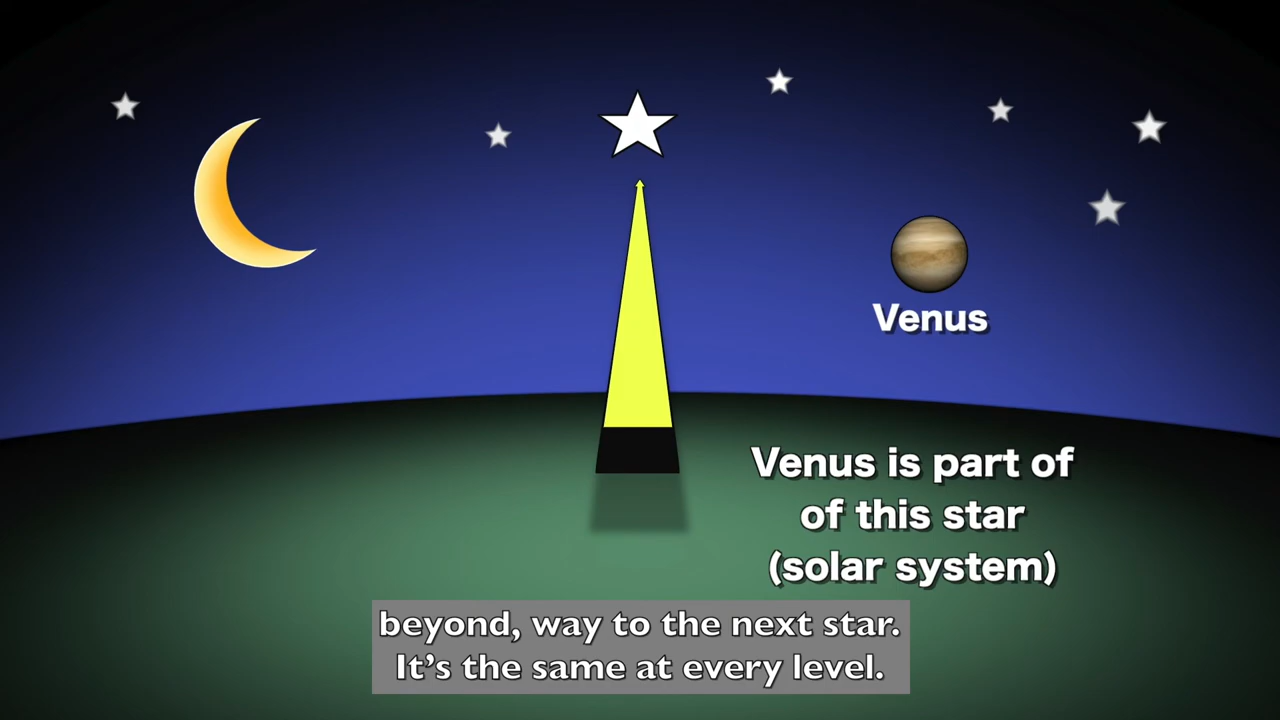 Venus
Venus is part of
of this star
(solar system)
beyond, way to the next star.
It’s the same at every level.